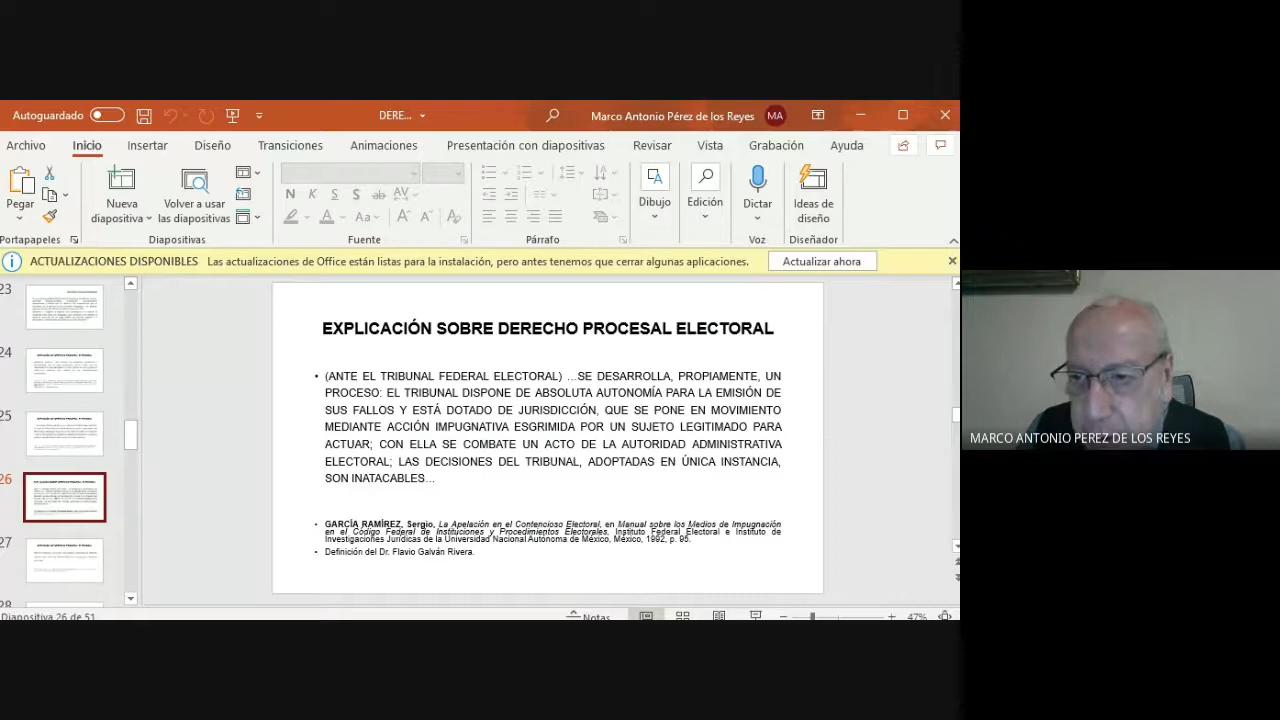 Autoguardado
DERE...
Marco Antonio Pérez de los Reyes
MA
Archivo
Inicio
Insertar
Diseño
Transiciones
Animaciones
Presentación con diapositivas
Revisar
Vista
Grabación
Ayuda
Pegar
Nueva
diapositiva
Volver a usar
las diapositivas
N K S S ab AV
A Aa A A A
Dibujo
Edición
Dictar
Ideas de
diseño
Portapapeles
Diapositivas
Fuente
Párrafo
Voz
Diseñador
ACTUALIZACIONES DISPONIBLES Las actualizaciones de Office están listas para la instalación, pero antes tenemos que cerrar algunas aplicaciones.
Actualizar ahora
23
24
25
26
27
28
EXPLICACIÓN SOBRE DERECHO PROCESAL ELECTORAL
• (ANTE EL TRIBUNAL FEDERAL ELECTORAL) ...SE DESARROLLA, PROPIAMENTE, UN
PROCESO: EL TRIBUNAL DISPONE DE ABSOLUTA AUTONOMÍA PARA LA EMISIÓN DE
SUS FALLOS Y ESTÁ DOTADO DE JURISDICCIÓN, QUE SE PONE EN MOVIMIENTO
MEDIANTE ACCIÓN IMPUGNATIVA ESGRIMIDA POR UN SUJETO LEGITIMADO PARA
ACTUAR; CON ELLA SE COMBATE UN ACTO DE LA AUTORIDAD ADMINISTRATIVA
ELECTORAL; LAS DECISIONES DEL TRIBUNAL, ADOPTADAS EN ÚNICA INSTANCIA,
SON INATACABLES...
• GARCÍA RAMÍREZ, Sergio, La Apelación en el Contencioso Electoral, en Manual sobre los Medios de Impugnación
en el Código Federal de Instituciones y Procedimientos Electorales, Instituto Federal Electoral e Instituto de
Investigaciones Jurídicas de la Universidad Nacional Autónoma de México, México, 1992, p. 95.
• Definición del Dr. Flavio Galván Rivera.
Diapositiva 26 de 51
Notas
47%
MARCO ANTONIO PEREZ DE LOS REYES